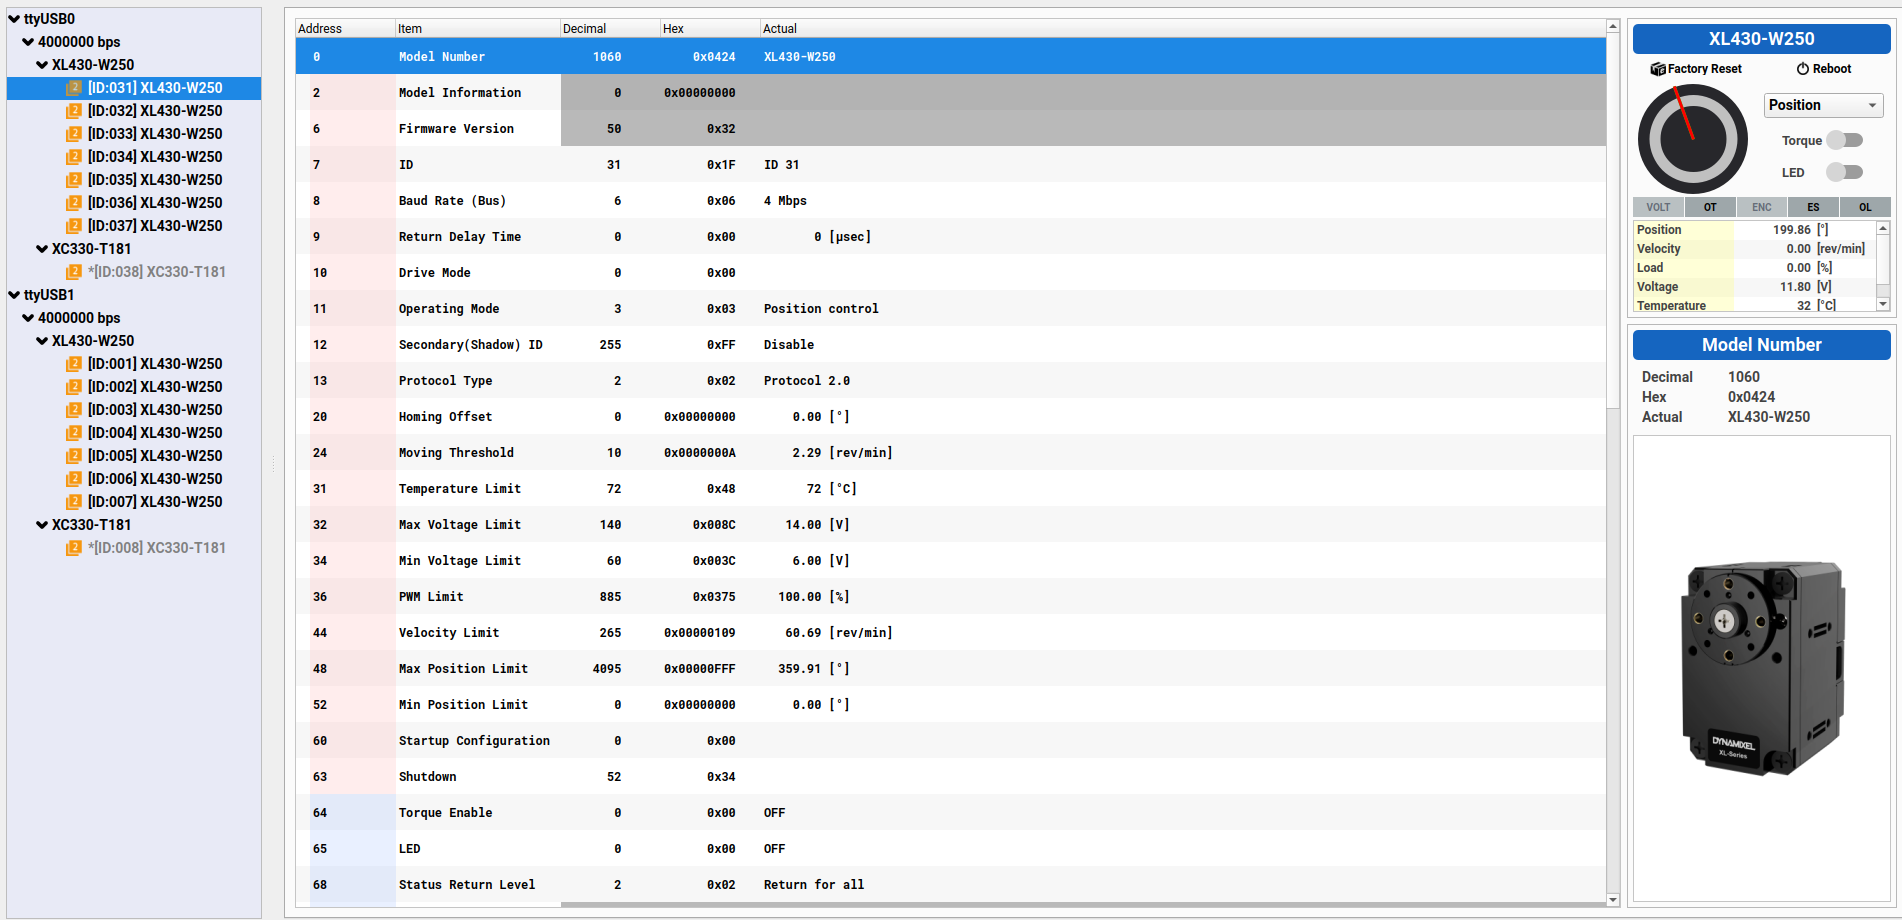 ttyUSB0
4000000 bps
XL430-W250
[ID:031] XL430-W250
[ID:032] XL430-W250
[ID:033] XL430-W250
[ID:034] XL430-W250
[ID:035] XL430-W250
[ID:036] XL430-W250
[ID:037] XL430-W250
XC330-T181
*[ID:038] XC330-T181
ttyUSB1
4000000 bps
XL430-W250
[ID:001] XL430-W250
[ID:002] XL430-W250
[ID:003] XL430-W250
[ID:004] XL430-W250
[ID:005] XL430-W250
[ID:006] XL430-W250
[ID:007] XL430-W250
XC330-T181
*[ID:008] XC330-T181
Address Item Decimal Hex Actual
0 Model Number 1060 0x0424 XL430-W250
2 Model Information 0 0x00000000
6 Firmware Version 50 0x32
7 ID 31 0x1F ID 31
8 Baud Rate (Bus) 6 0x06 4 Mbps
9 Return Delay Time 0 0x00 0 [μsec]
10 Drive Mode 0 0x00
11 Operating Mode 3 0x03 Position control
12 Secondary(Shadow) ID 255 0xFF Disable
13 Protocol Type 2 0x02 Protocol 2.0
20 Homing Offset 0 0x00000000 0.00 [°]
24 Moving Threshold 10 0x0000000A 2.29 [rev/min]
31 Temperature Limit 72 0x48 72 [°C]
32 Max Voltage Limit 140 0x008C 14.00 [V]
34 Min Voltage Limit 60 0x003C 6.00 [V]
36 PWM Limit 885 0x0375 100.00 [%]
44 Velocity Limit 265 0x00000109 60.69 [rev/min]
48 Max Position Limit 4095 0x00000FFF 359.91 [°]
52 Min Position Limit 0 0x00000000 0.00 [°]
60 Startup Configuration 0 0x00
63 Shutdown 52 0x34
64 Torque Enable 0 0x00 OFF
65 LED 0 0x00 OFF
68 Status Return Level 2 0x02 Return for all
XL430-W250
Factory Reset Reboot
Position
Torque
LED
VOLT OT ENC ES OL
Position 199.86 [°]
Velocity 0.00 [rev/min]
Load 0.00 [%]
Voltage 11.80 [V]
Temperature 32 [°C]
Model Number
Decimal 1060
Hex 0x0424
Actual XL430-W250
DYNAMIXEL
XL-Series